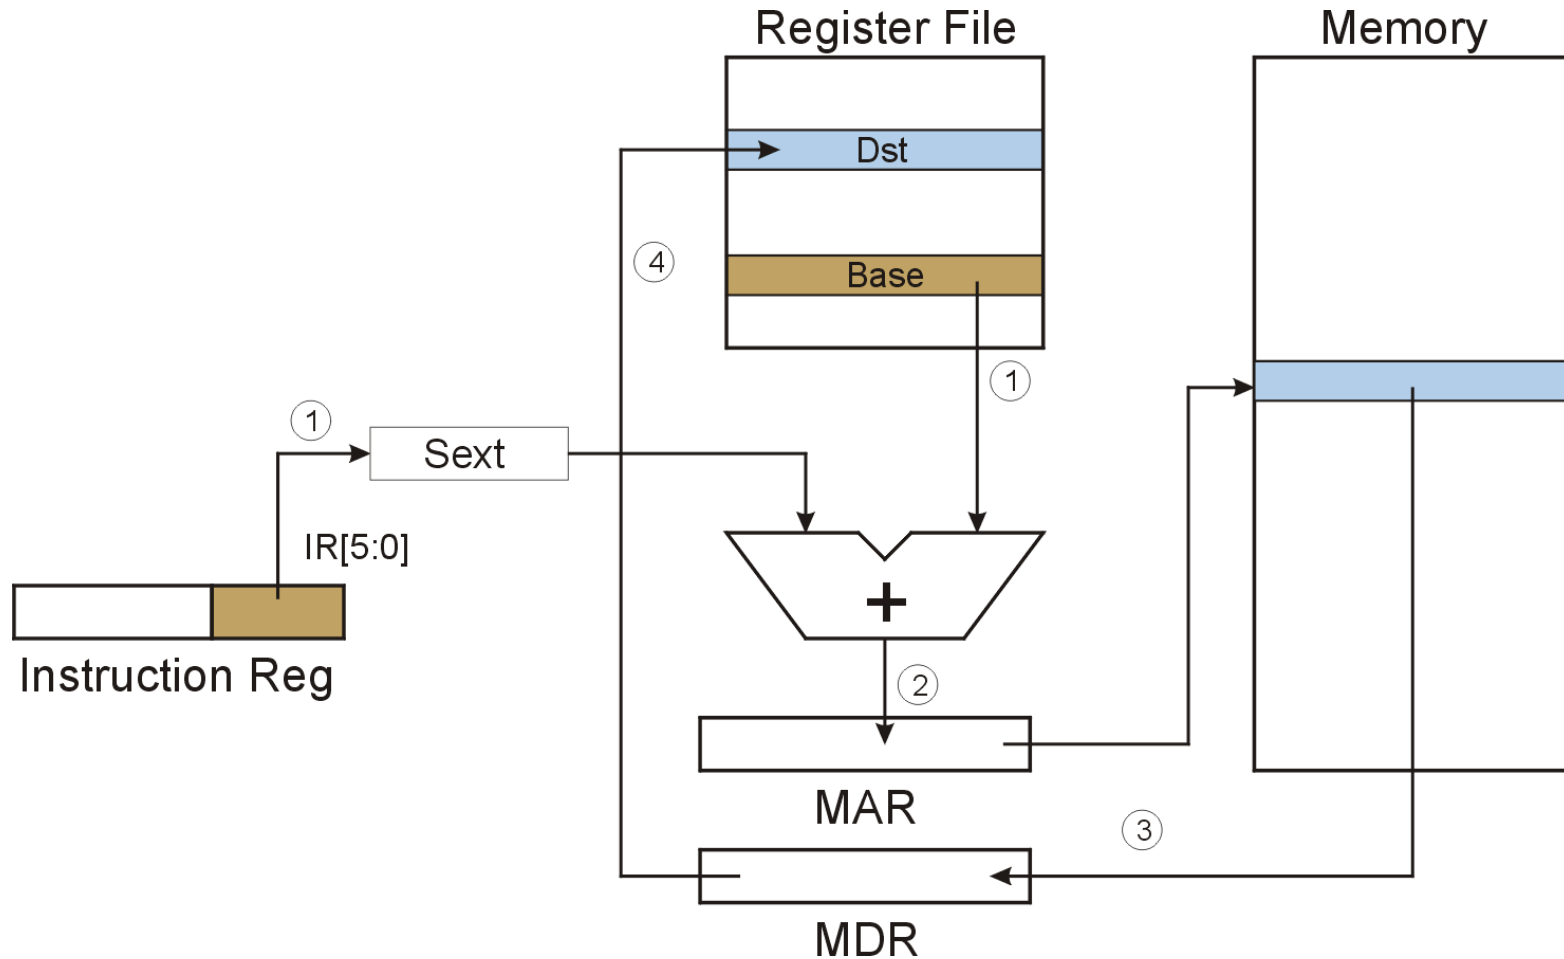 Register File
Memory
Dst
4
Base
1
1
Sext
IR[5:0]
+
Instruction Reg
2
MAR
3
MDR